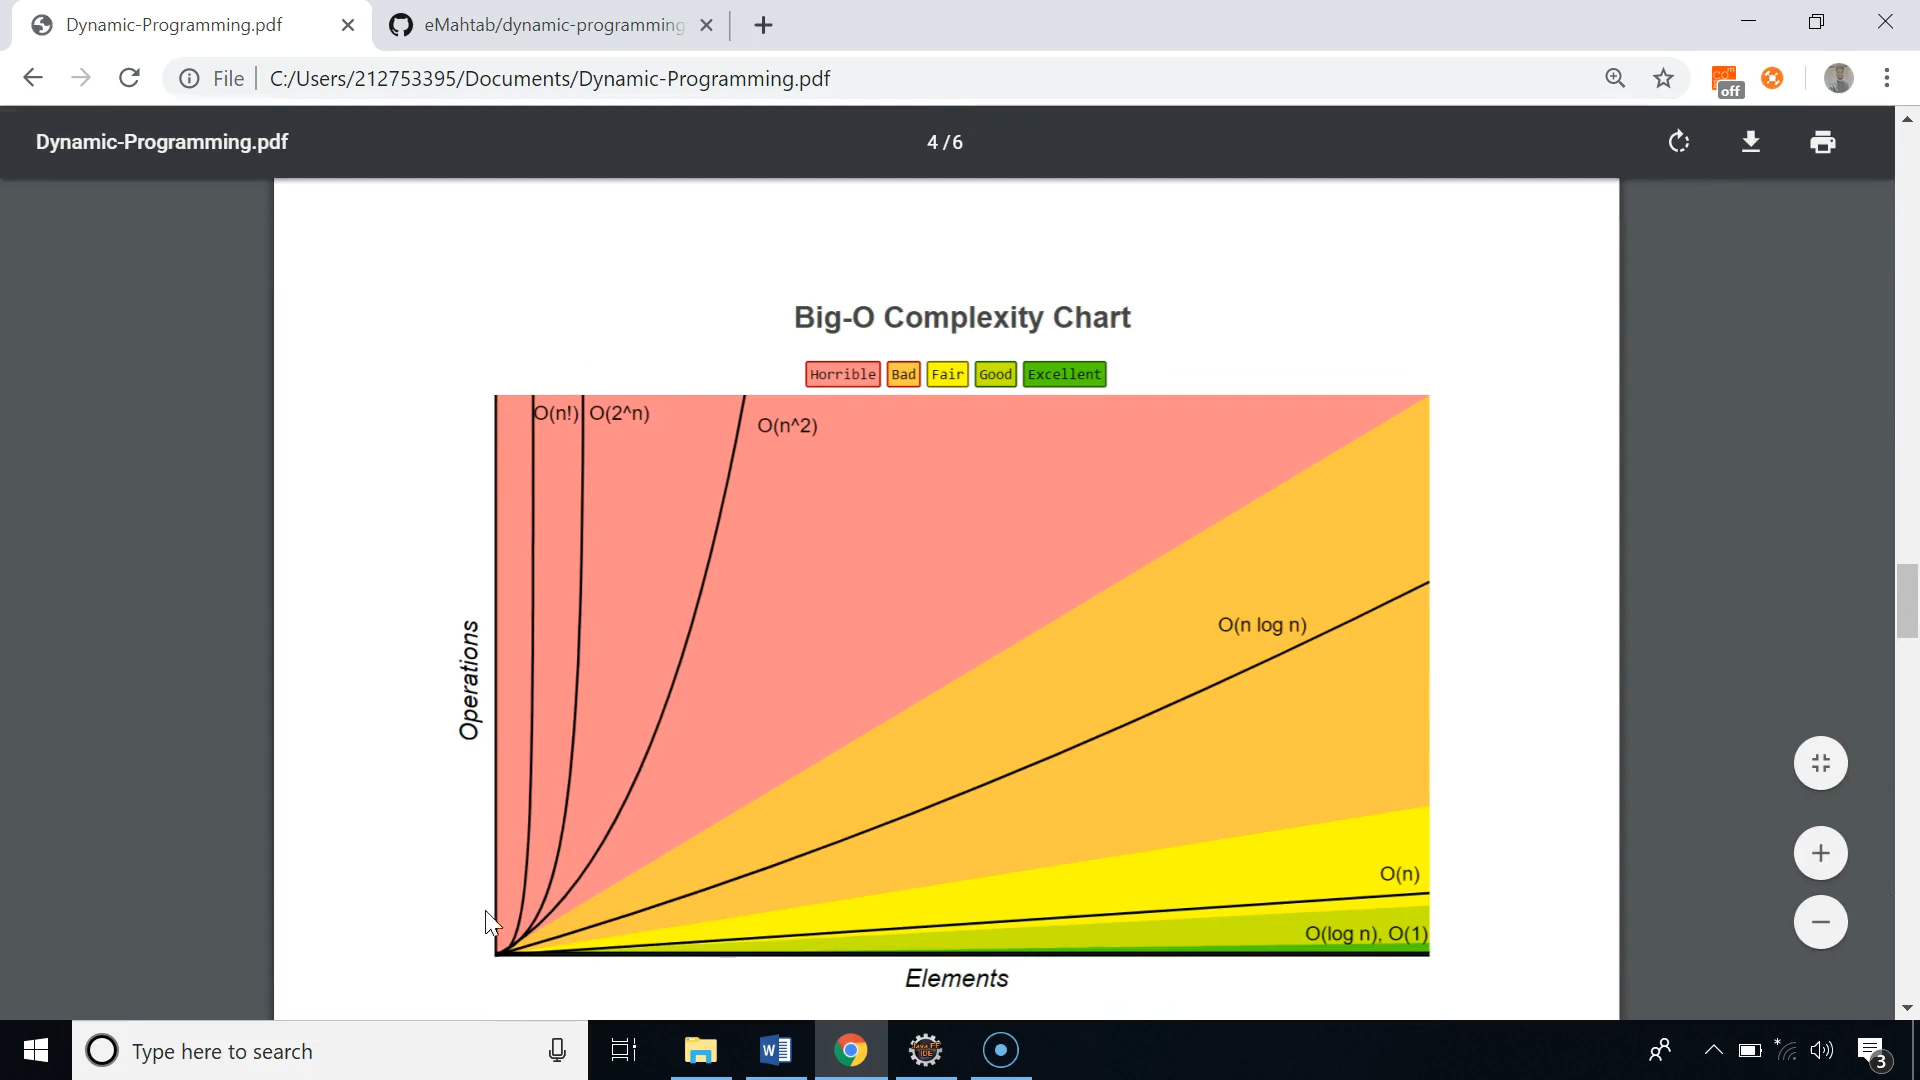 Dynamic-Programming.pdf
eMahtab/dynamic-programming
File
C:/Users/212753395/Documents/Dynamic-Programming.pdf
off
Dynamic-Programming.pdf
4 / 6
Big-O Complexity Chart
Horrible Bad Fair Good Excellent
O(n!) O(2^n)
O(n^2)
O(n log n)
O(n)
O(log n), O(1)
Operations
Elements
Type here to search
3